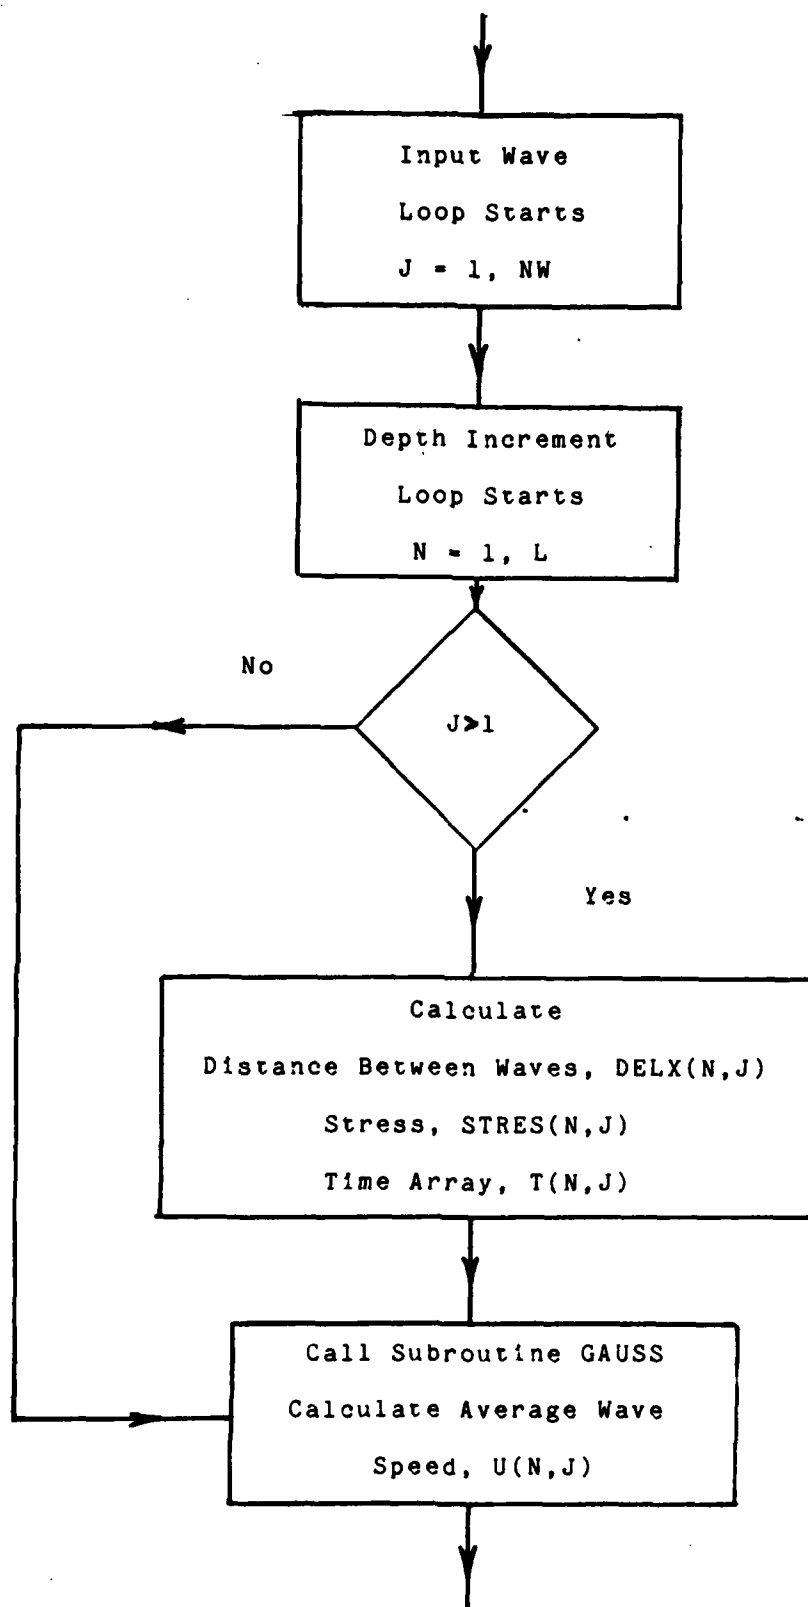 Input Wave
Loop Starts
J = 1, NW
Depth Increment
Loop Starts
N = 1, L
No
J>1
Yes
Calculate
Distance Between Waves, DELX(N,J)
Stress, STRES(N,J)
Time Array, T(N,J)
Call Subroutine GAUSS
Calculate Average Wave
Speed, U(N,J)